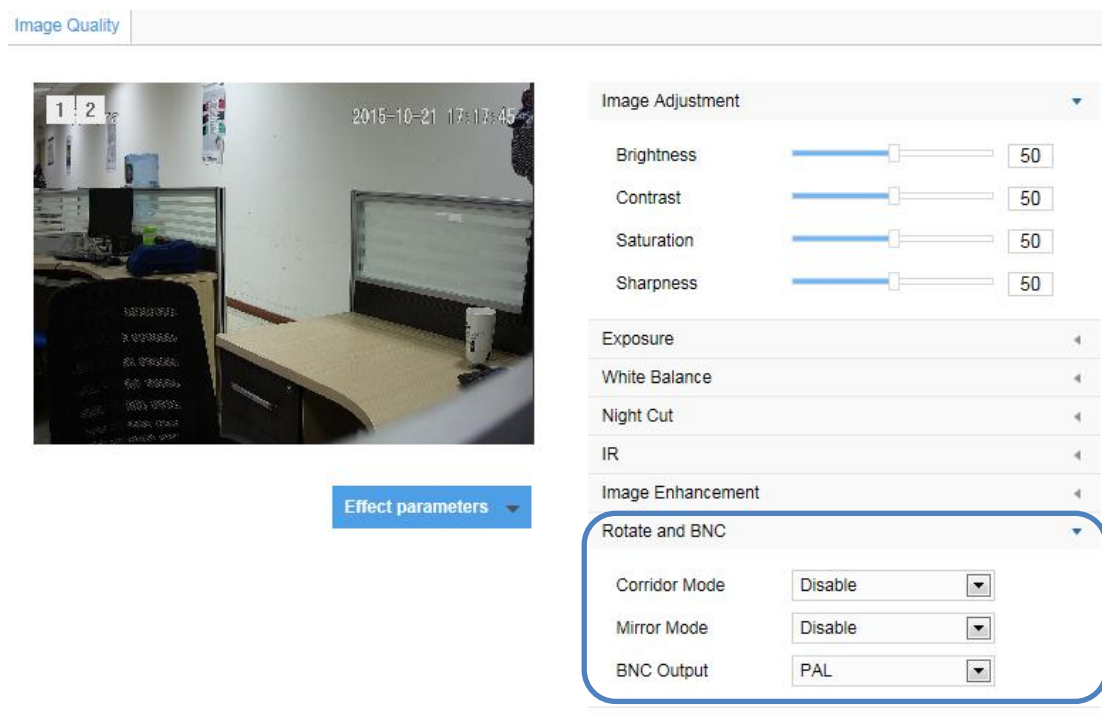 Image Quality
1 2
2015-10-21 17:17:45
Image Adjustment
Brightness 50
Contrast 50
Saturation 50
Sharpness 50
Exposure
White Balance
Night Cut
IR
Image Enhancement
Effect parameters
Rotate and BNC
Corridor Mode Disable
Mirror Mode Disable
BNC Output PAL